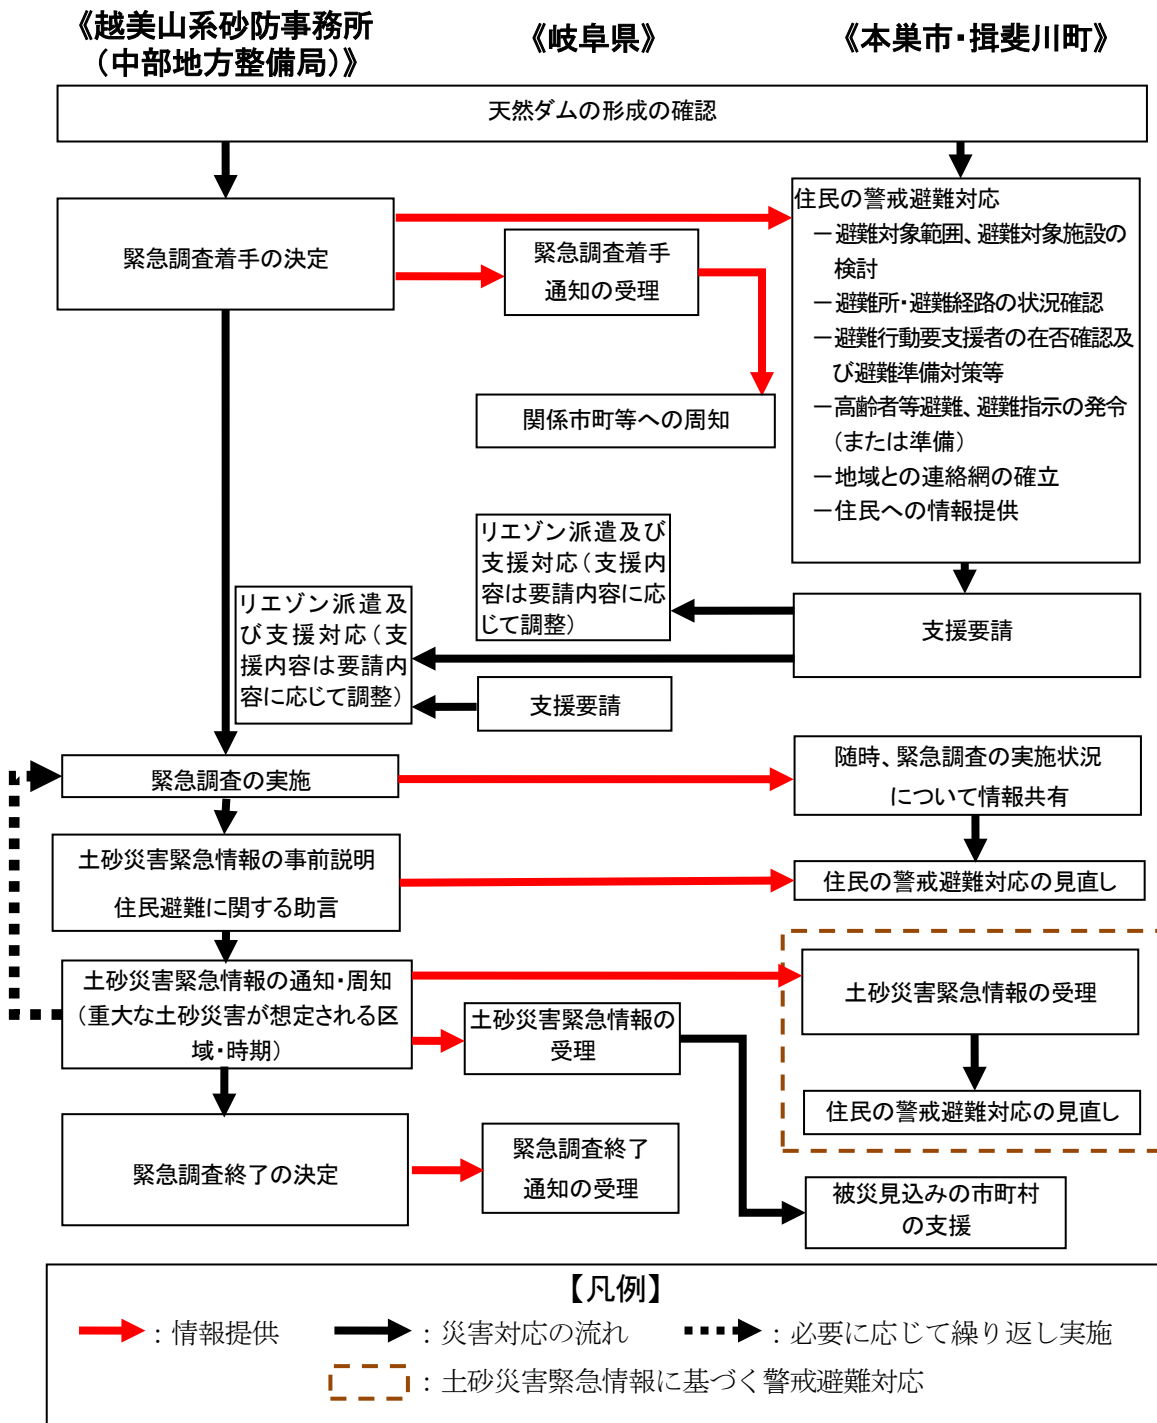 《越美山系砂防事務所
（中部地方整備局）》
《岐阜県》
《本巣市・揖斐川町》
天然ダムの形成の確認
緊急調査着手の決定
緊急調査着手
通知の受理
関係市町等への周知
住民の警戒避難対応
－避難対象範囲、避難対象施設の
検討
－避難所・避難経路の状況確認
－避難行動要支援者の在否確認及
び避難準備対策等
－高齢者等避難、避難指示の発令
（または準備）
－地域との連絡網の確立
－住民への情報提供
リエゾン派遣及び
支援対応（支援内
容は要請内容に応
じて調整）
リエゾン派遣及
び支援対応（支
援内容は要請内
容に応じて調整）
支援要請
支援要請
緊急調査の実施
随時、緊急調査の実施状況
について情報共有
土砂災害緊急情報の事前説明
住民避難に関する助言
住民の警戒避難対応の見直し
土砂災害緊急情報の通知・周知
（重大な土砂災害が想定される区
域・時期）
土砂災害緊急情報の
受理
土砂災害緊急情報の受理
住民の警戒避難対応の見直し
緊急調査終了の決定
緊急調査終了
通知の受理
被災見込みの市町村
の支援
【凡例】
：情報提供
：災害対応の流れ
：必要に応じて繰り返し実施
：土砂災害緊急情報に基づく警戒避難対応